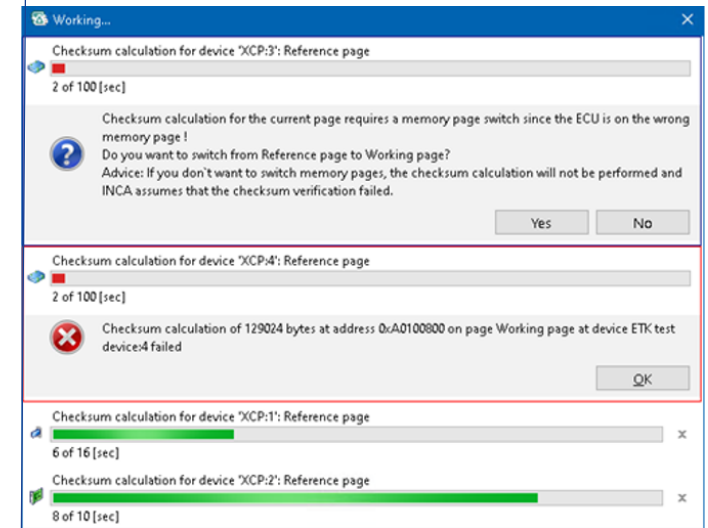 Working...
Checksum calculation for device 'XCP:3': Reference page
2 of 100 [sec]
Checksum calculation for the current page requires a memory page switch since the ECU is on the wrong
memory page !
Do you want to switch from Reference page to Working page?
Advice: If you don`t want to switch memory pages, the checksum calculation will not be performed and
INCA assumes that the checksum verification failed.
Yes No
Checksum calculation for device 'XCP:4': Reference page
2 of 100 [sec]
Checksum calculation of 129024 bytes at address 0xA0100800 on page Working page at device ETK test
device:4 failed
OK
Checksum calculation for device 'XCP:1': Reference page
6 of 16 [sec]
Checksum calculation for device 'XCP:2': Reference page
8 of 10 [sec]